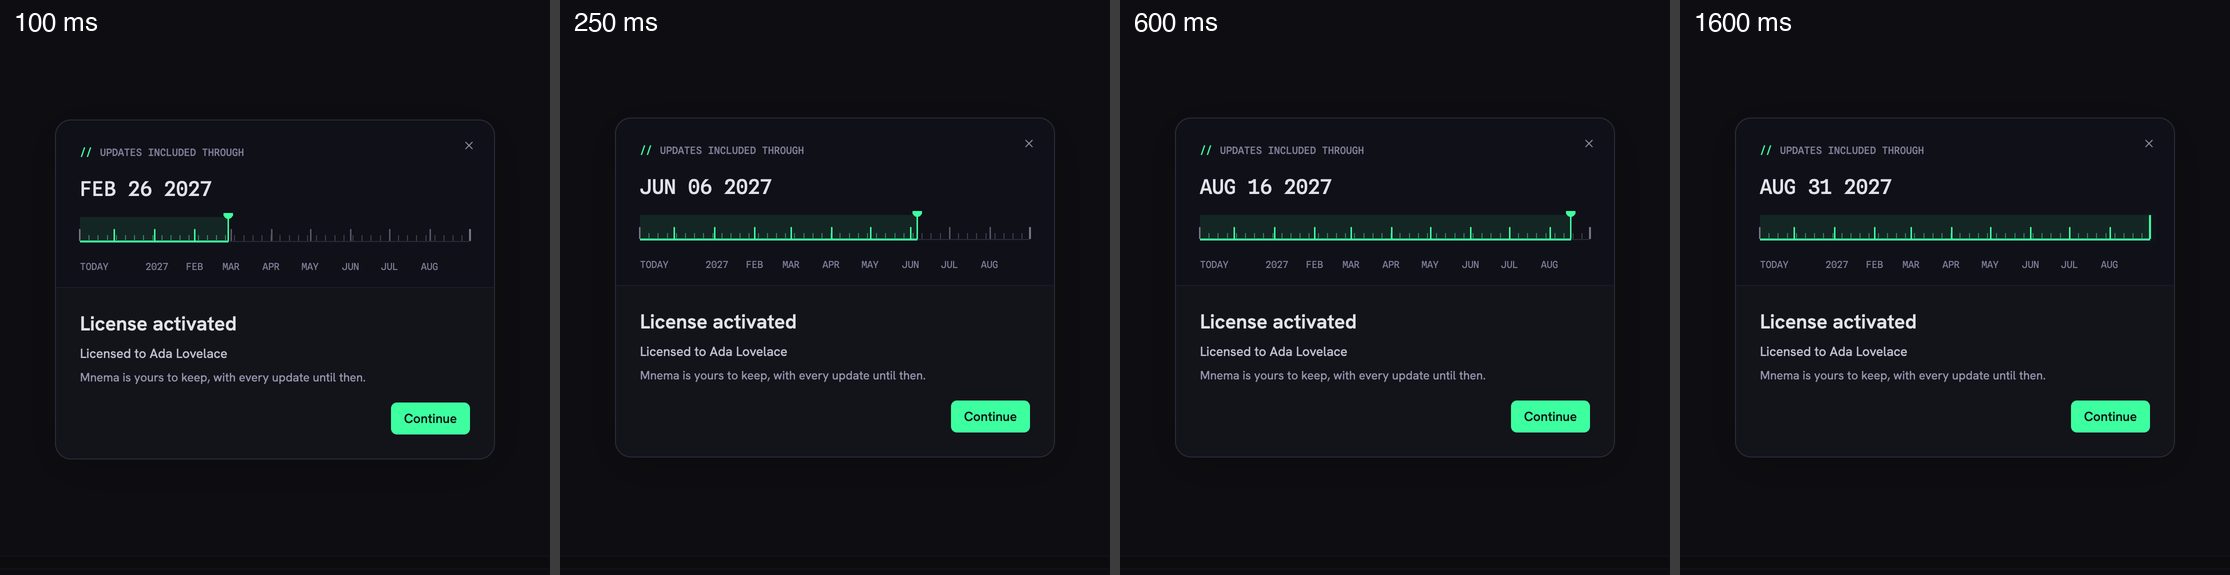 100 ms
// UPDATES INCLUDED THROUGH
FEB 26 2027
TODAY 2027 FEB MAR APR MAY JUN JUL AUG
License activated
Licensed to Ada Lovelace
Mnema is yours to keep, with every update until then.
Continue
250 ms
// UPDATES INCLUDED THROUGH
JUN 06 2027
TODAY 2027 FEB MAR APR MAY JUN JUL AUG
License activated
Licensed to Ada Lovelace
Mnema is yours to keep, with every update until then.
Continue
600 ms
// UPDATES INCLUDED THROUGH
AUG 16 2027
TODAY 2027 FEB MAR APR MAY JUN JUL AUG
License activated
Licensed to Ada Lovelace
Mnema is yours to keep, with every update until then.
Continue
1600 ms
// UPDATES INCLUDED THROUGH
AUG 31 2027
TODAY 2027 FEB MAR APR MAY JUN JUL AUG
License activated
Licensed to Ada Lovelace
Mnema is yours to keep, with every update until then.
Continue